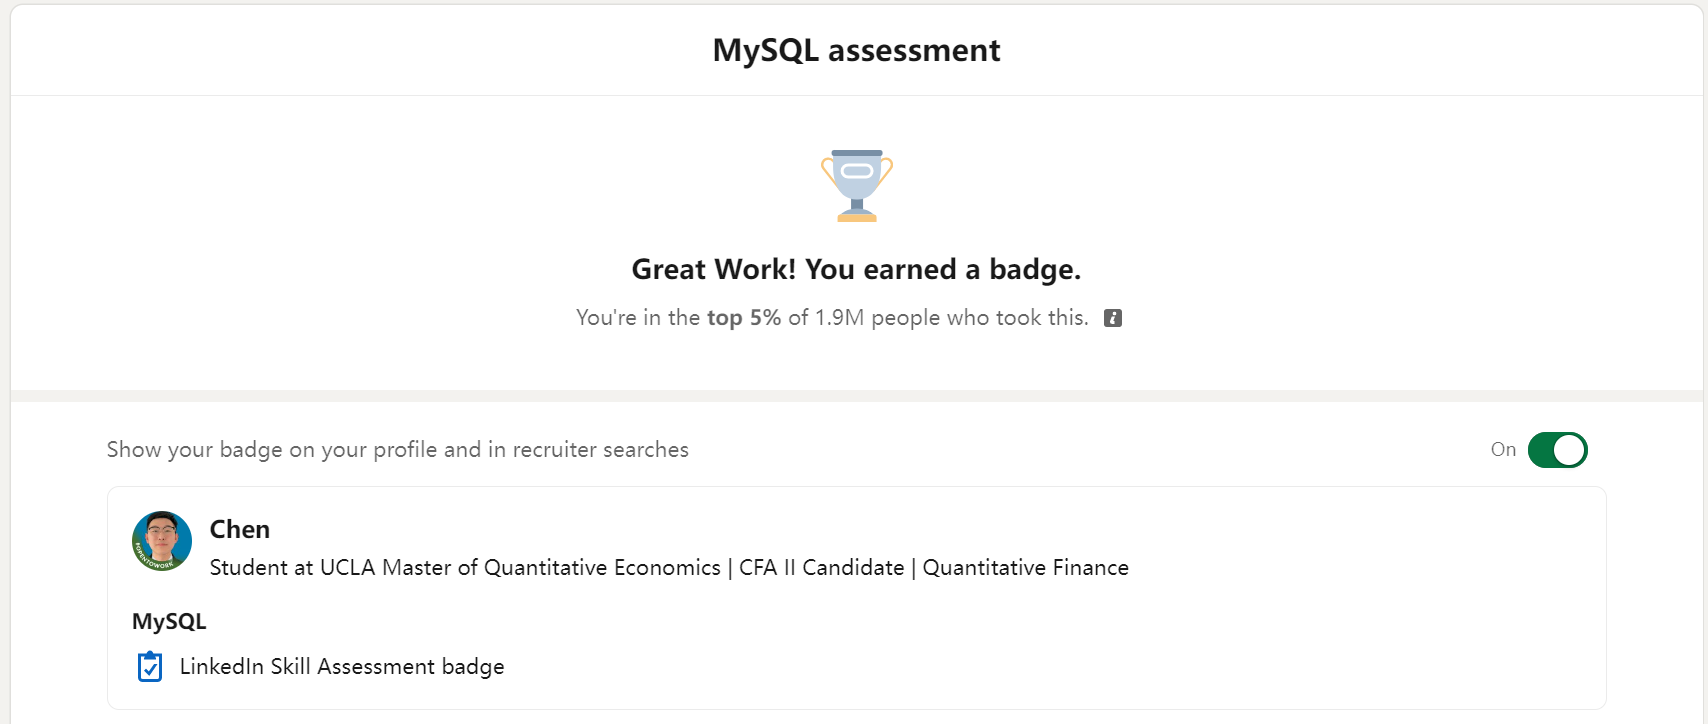 MySQL assessment
Great Work! You earned a badge.
You're in the top 5% of 1.9M people who took this.
Show your badge on your profile and in recruiter searches
On
Chen
#OPENTOWORK
Student at UCLA Master of Quantitative Economics | CFA II Candidate | Quantitative Finance
MySQL
LinkedIn Skill Assessment badge